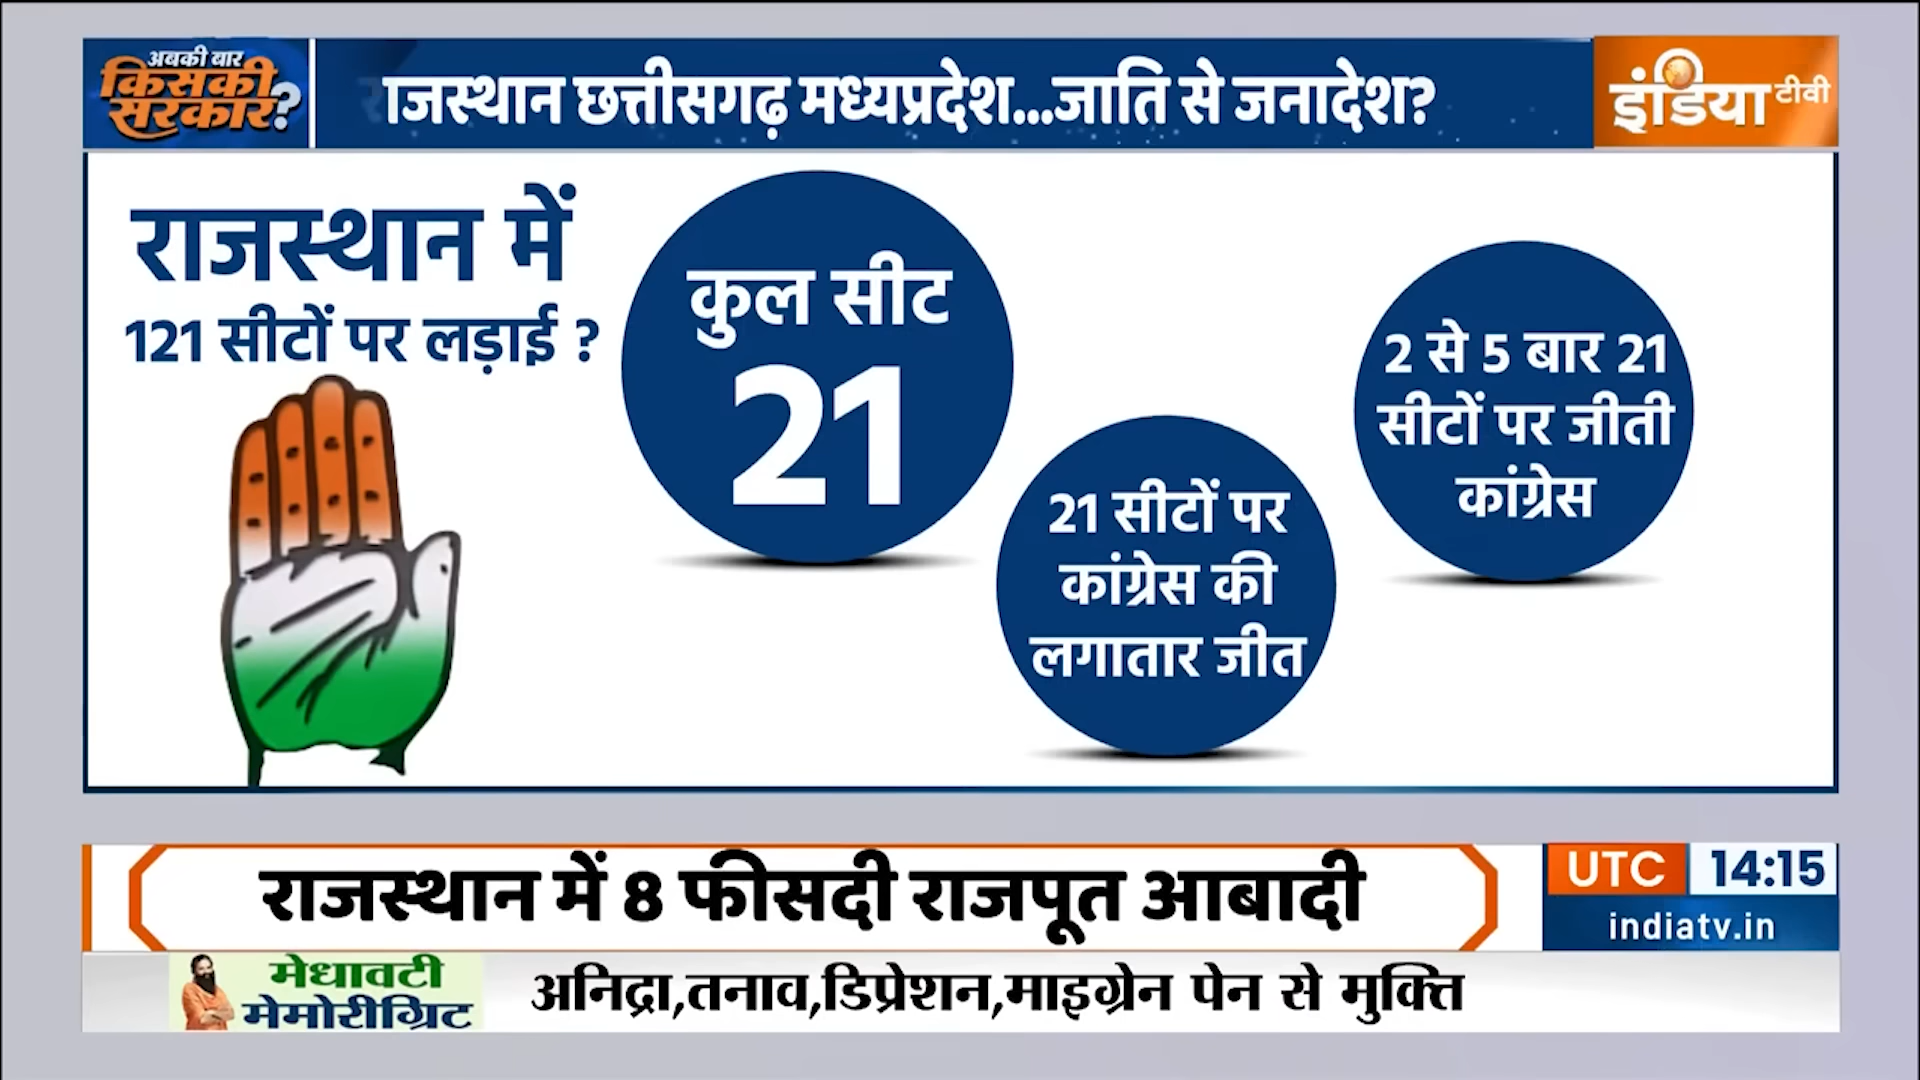 अबकी बार
किसकी
सरकार?
राजस्थान छत्तीसगढ़ मध्यप्रदेश...जाति से जनादेश?
इंडिया टीवी
राजस्थान में
121 सीटों पर लड़ाई ?
कुल सीट
21
21 सीटों पर
कांग्रेस की
लगातार जीत
2 से 5 बार 21
सीटों पर जीती
कांग्रेस
राजस्थान में 8 फीसदी राजपूत आबादी
UTC 14:15
indiatv.in
मेधावटी
मेमोरीग्रिट
अनिद्रा,तनाव,डिप्रेशन,माइग्रेन पेन से मुक्ति